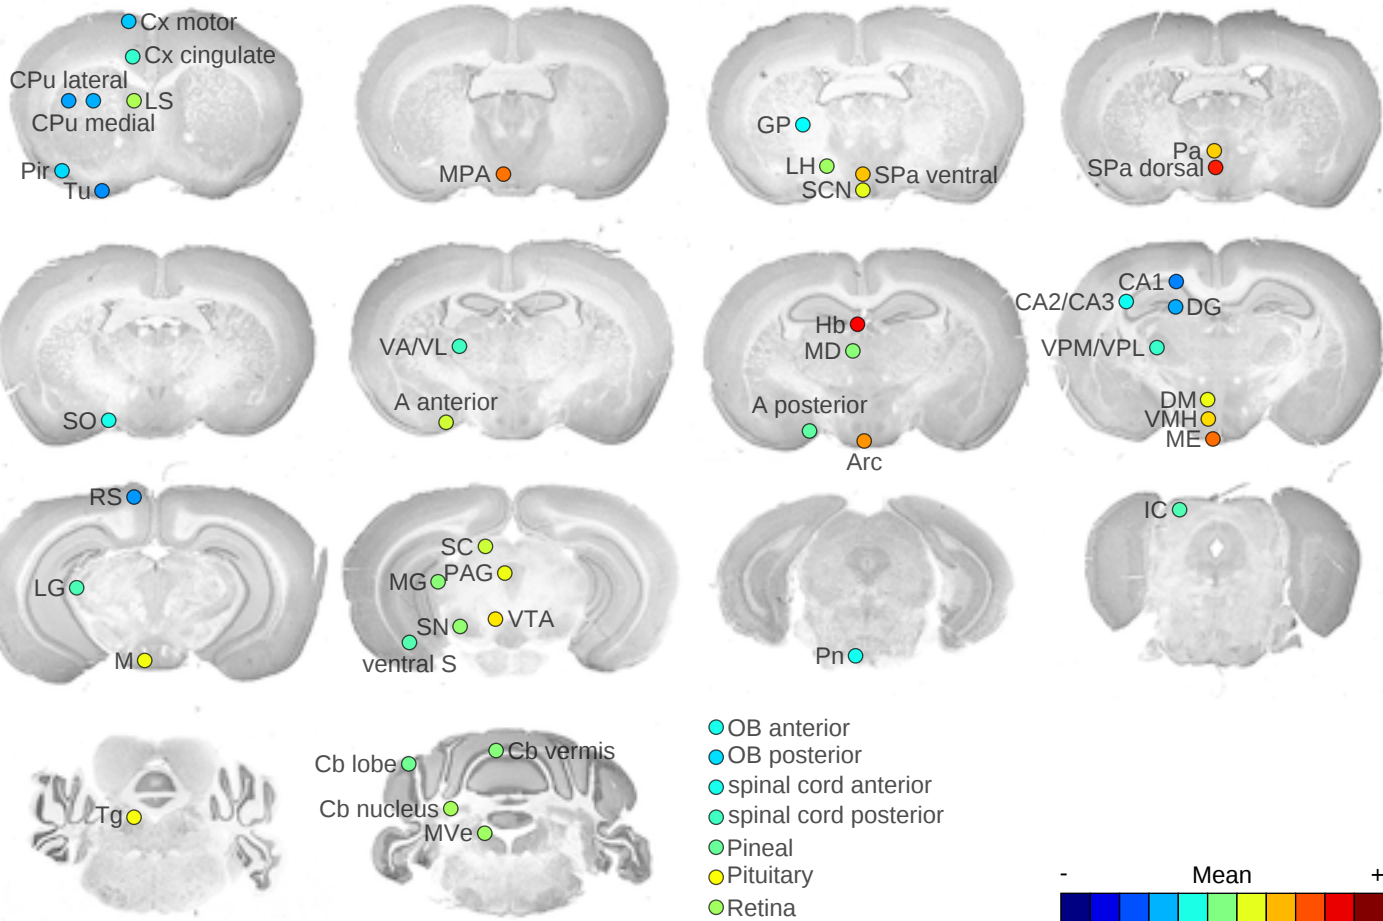 Cx motor
Cx cingulate
CPu lateral
LS
CPu medial
Pir
Tu
MPA
GP
LH
SPa ventral
SCN
Pa
SPa dorsal
SO
VA/VL
A anterior
Hb
MD
A posterior
Arc
CA1
CA2/CA3
DG
VPM/VPL
DM
VMH
ME
RS
LG
M
SC
PAG
MG
VTA
SN
ventral S
Pn
IC
Tg
Cb lobe
Cb vermis
Cb nucleus
MVe
OB anterior
OB posterior
spinal cord anterior
spinal cord posterior
Pineal
Pituitary
Retina
- Mean +